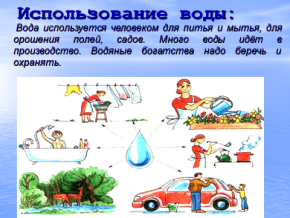 Использование воды:
Вода используется человеком для питья и мытья, для
орошения полей, садов. Много воды идёт в
производство. Водяные богатства надо беречь и
охранять.